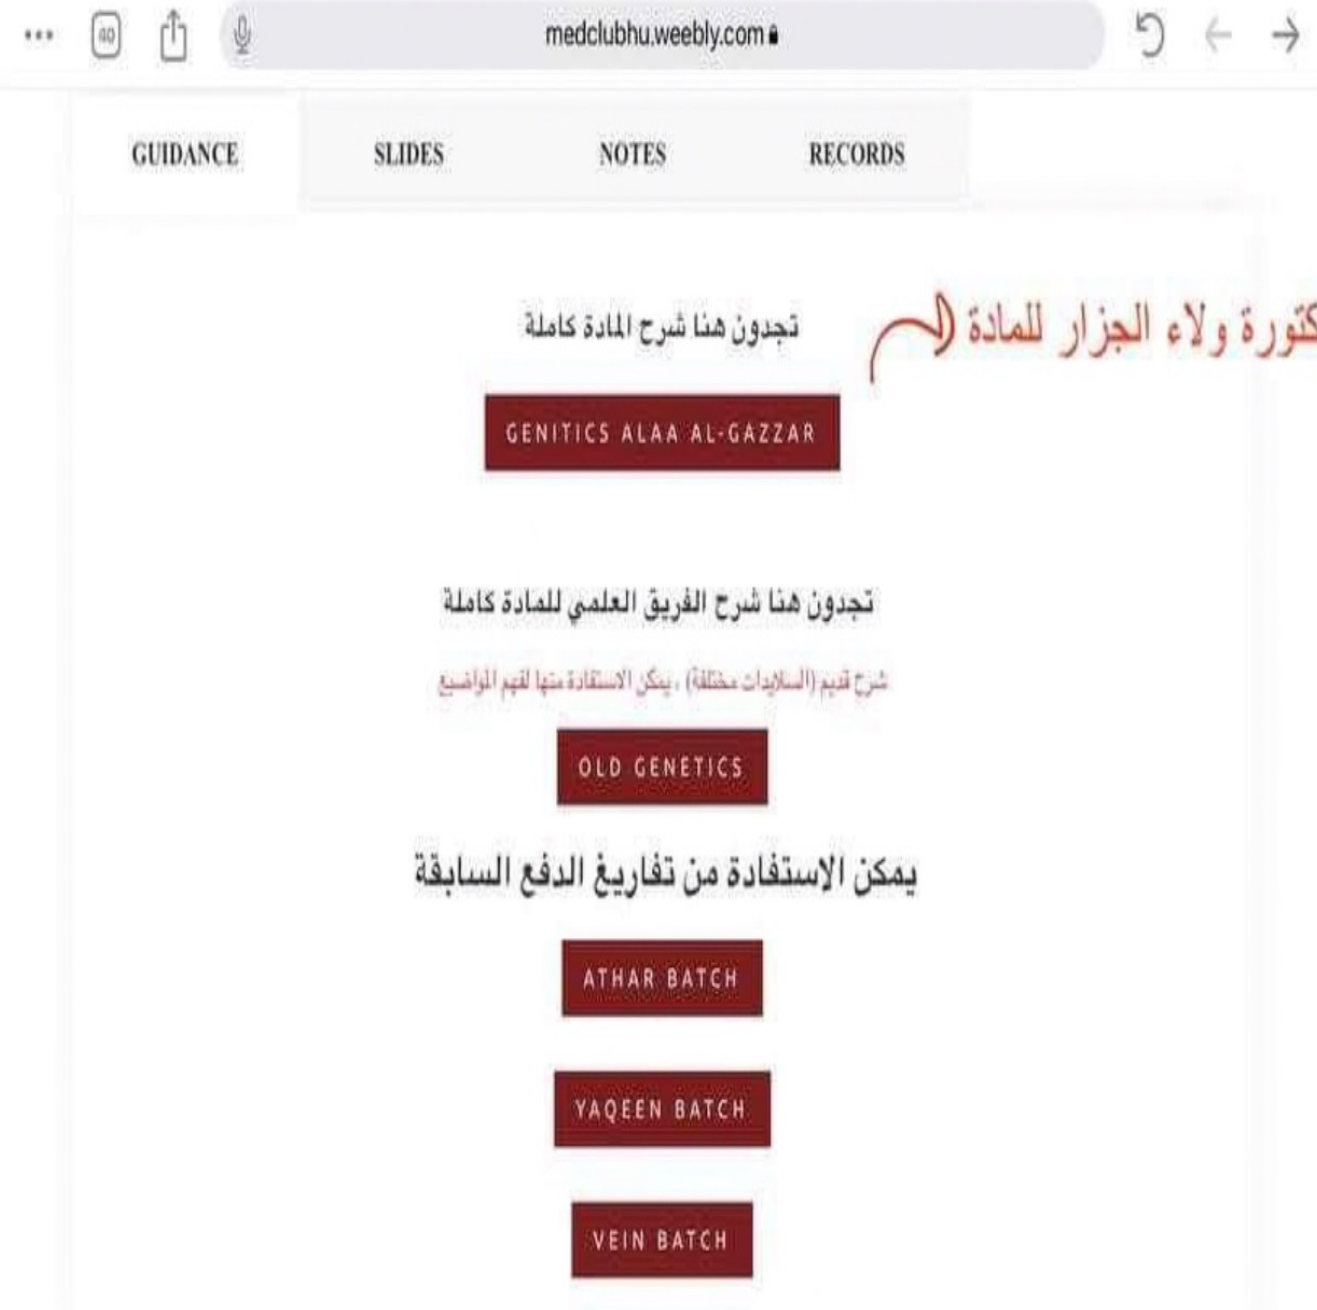 40
medclubhu.weebly.com
GUIDANCE SLIDES NOTES RECORDS
تجدون هنا شرح المادة كاملة
كتورة ولاء الجزار للمادة
GENITICS ALAA AL-GAZZAR
تجدون هنا شرح الفريق العلمي للمادة كاملة
شرح قديم (السلايدات مختلفة) ، يمكن الاستفادة منها لفهم المواضيع
OLD GENETICS
يمكن الاستفادة من تفاريغ الدفع السابقة
ATHAR BATCH
YAQEEN BATCH
VEIN BATCH